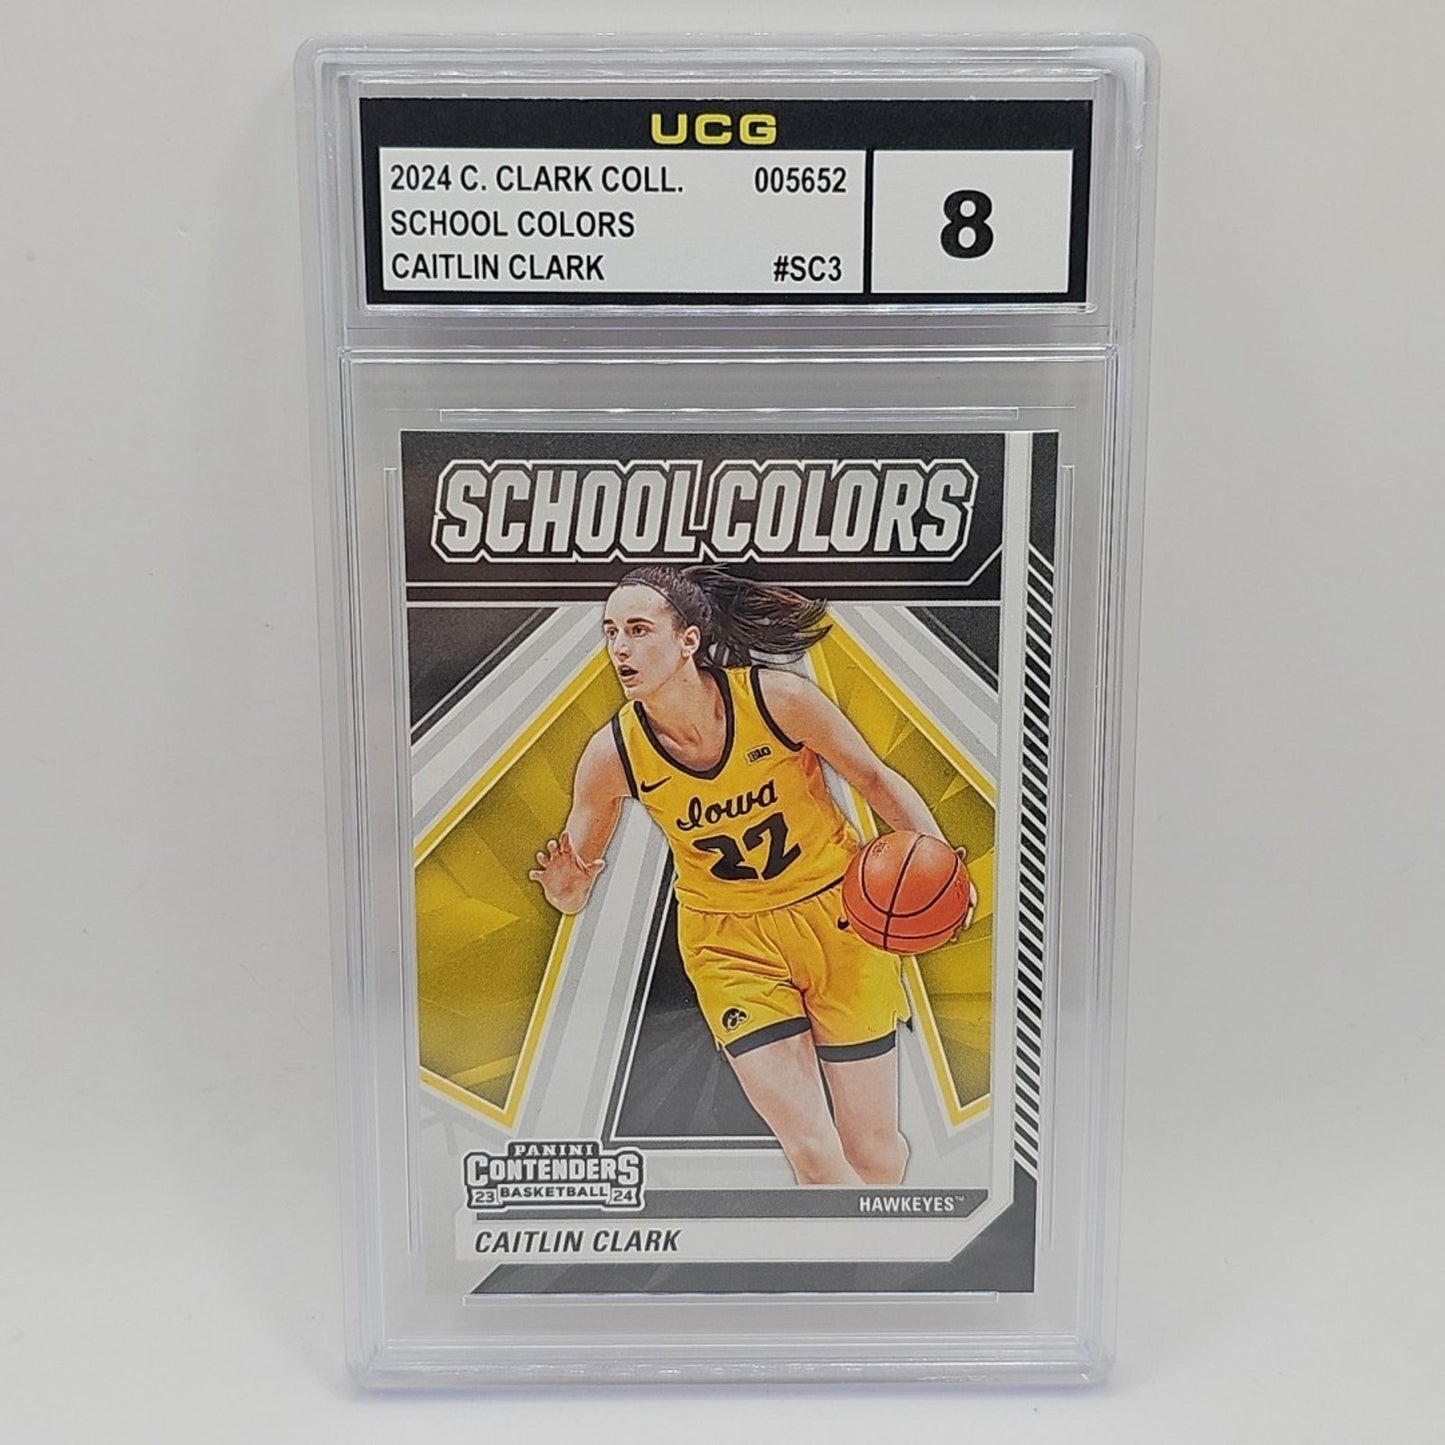 UCG
2024 C. CLARK COLL. 005652
SCHOOL COLORS
CAITLIN CLARK #SC3
8
SCHOOL COLORS
B1G
Iowa
22
PANINI
CONTENDERS
23 BASKETBALL 24
HAWKEYES™
CAITLIN CLARK